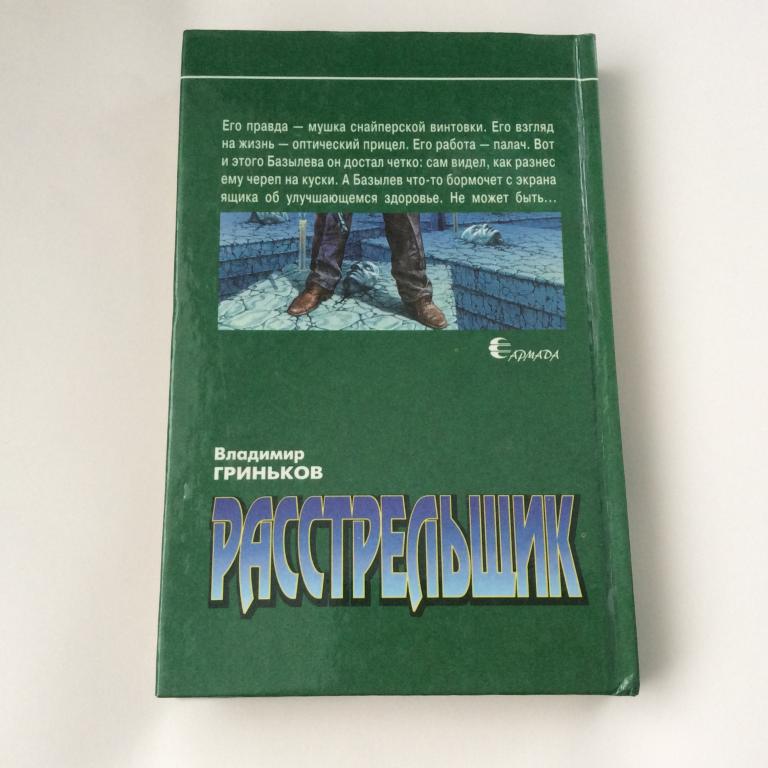 Его правда — мушка снайперской винтовки. Его взгляд
на жизнь — оптический прицел. Его работа — палач. Вот
и этого Базылева он достал четко: сам видел, как разнес
ему череп на куски. А Базылев что-то бормочет с экрана
ящика об улучшающемся здоровье. Не может быть...
АРМАДА
Владимир
ГРИНЬКОВ
РАССТРЕЛЬЩИК